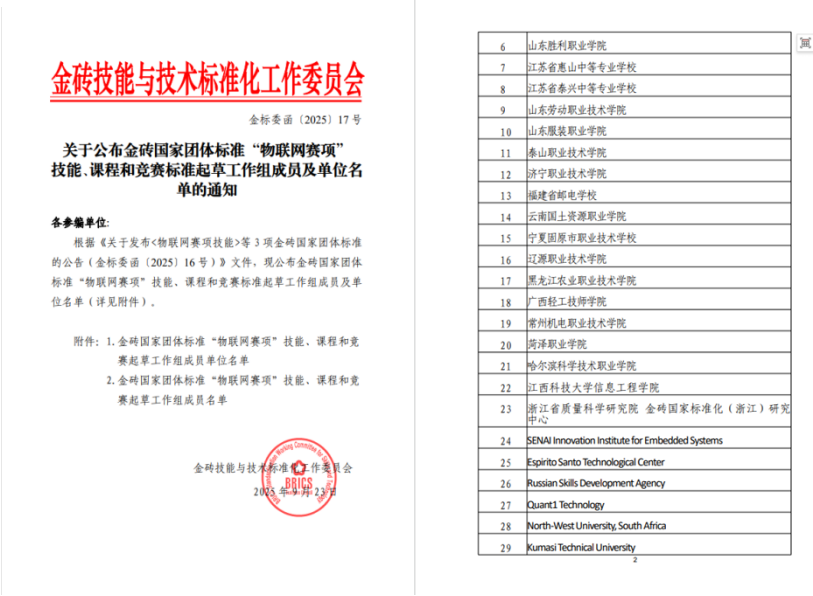 金砖技能与技术标准化工作委员会
金标委函〔2025〕17 号
关于公布金砖国家团体标准“物联网赛项”
技能、课程和竞赛标准起草工作组成员及单位名
单的通知
各参编单位：
根据《关于发布<物联网赛项技能>等 3 项金砖国家团体标准
的公告（金标委函〔2025〕16 号）》文件，现公布金砖国家团体
标准“物联网赛项”技能、课程和竞赛标准起草工作组成员及单
位名单（详见附件）。
附件：1. 金砖国家团体标准“物联网赛项”技能、课程和竞
赛起草工作组成员单位名单
2. 金砖国家团体标准“物联网赛项”技能、课程和竞
赛起草工作组成员名单
金砖技能与技术标准化工作委员会
2025 年 9 月 23 日
BRICS
6 山东胜利职业学院
7 江苏省惠山中等专业学校
8 江苏省泰兴中等专业学校
9 山东劳动职业技术学院
10 山东服装职业学院
11 泰山职业技术学院
12 济宁职业技术学院
13 福建省邮电学校
14 云南国土资源职业学院
15 宁夏固原市职业技术学校
16 辽源职业技术学院
17 黑龙江农业职业技术学院
18 广西轻工技师学院
19 常州机电职业技术学院
20 菏泽职业学院
21 哈尔滨科学技术职业学院
22 江西科技大学信息工程学院
23 浙江省质量科学研究院 金砖国家标准化（浙江）研究
中心
24 SENAI Innovation Institute for Embedded Systems
25 Espirito Santo Technological Center
26 Russian Skills Development Agency
27 Quant1 Technology
28 North-West University, South Africa
29 Kumasi Technical University
2